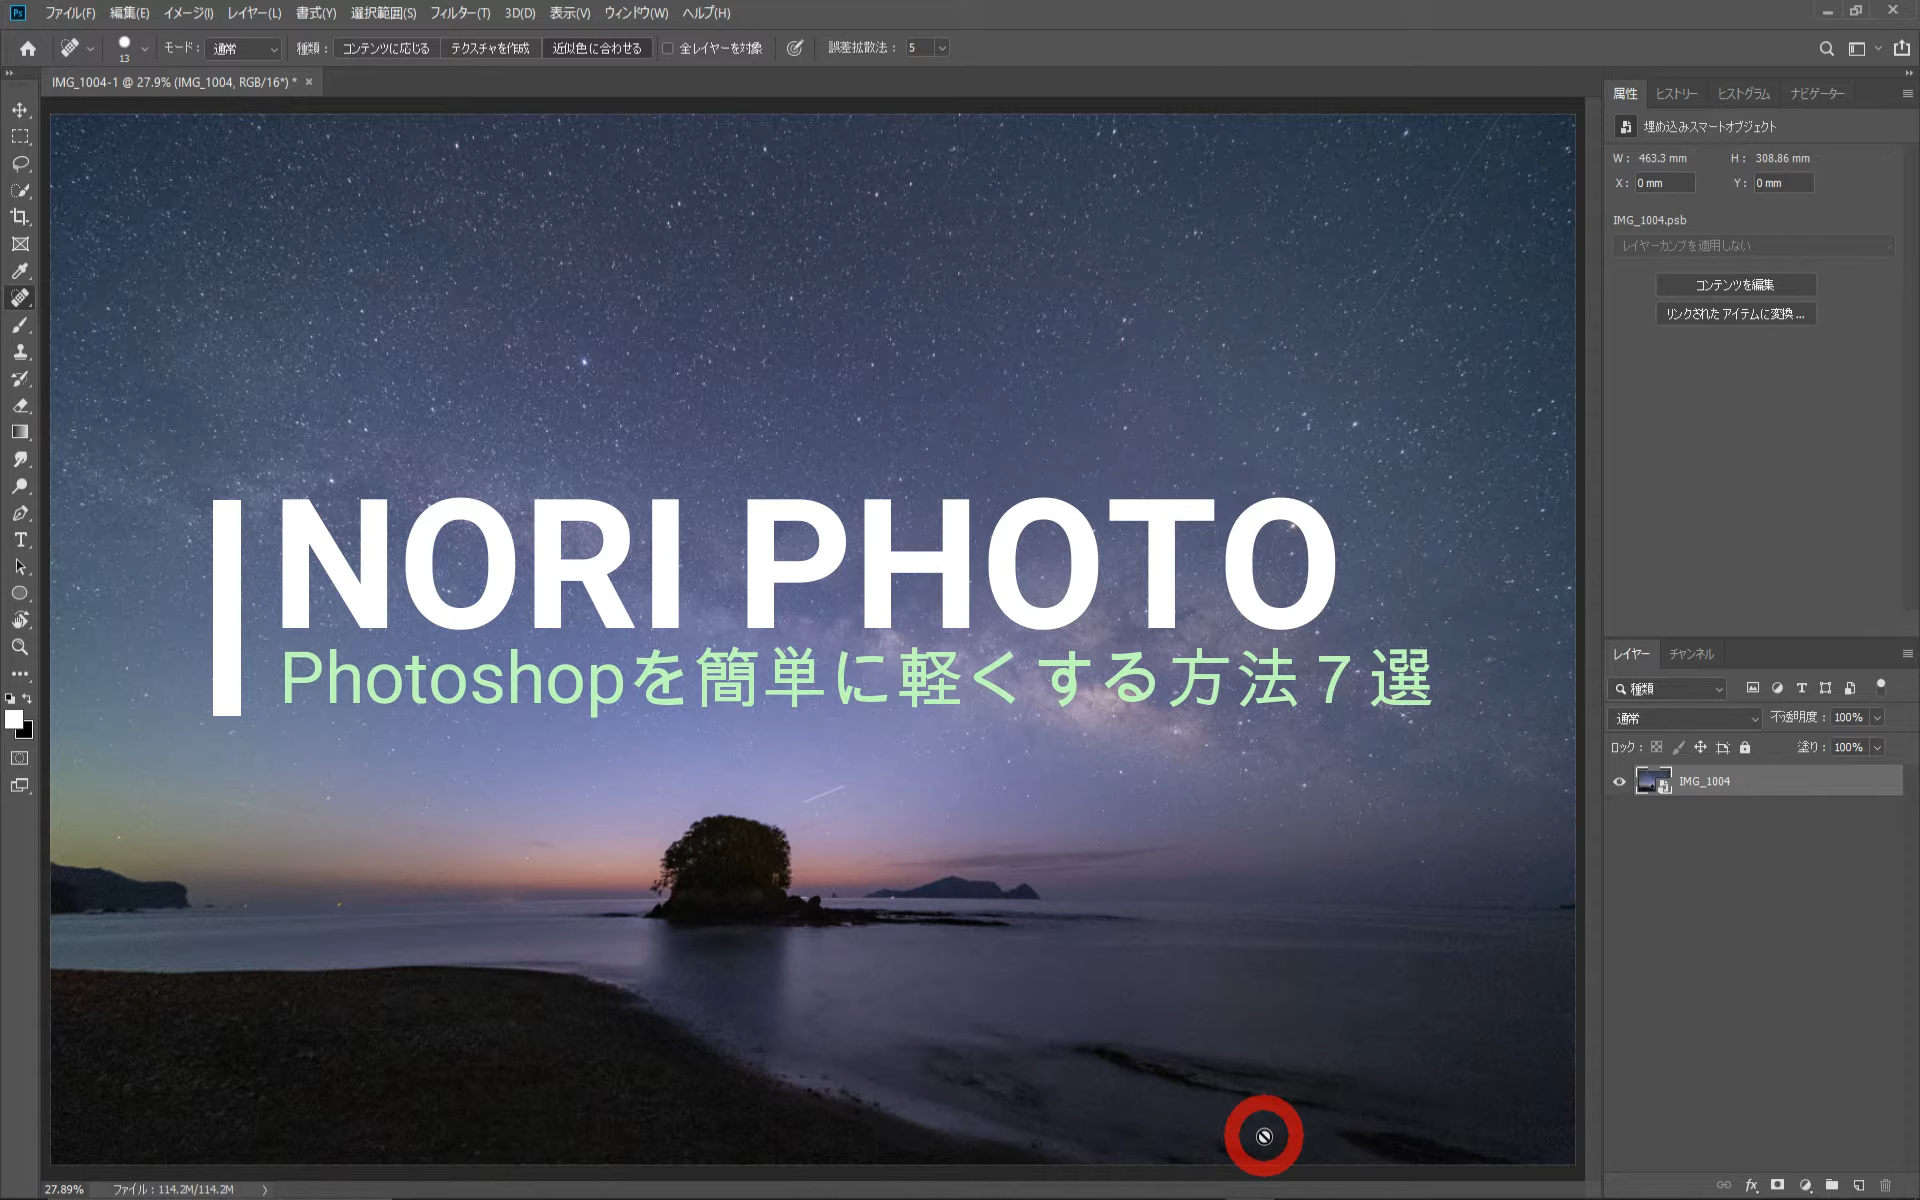 Ps ファイル(F) 編集(E) イメージ(I) レイヤー(L) 書式(Y) 選択範囲(S) フィルター(T) 3D(D) 表示(V) ウィンドウ(W) ヘルプ(H)
13 モード: 通常 種類: コンテンツに応じる テクスチャを作成 近似色に合わせる 全レイヤーを対象 誤差拡散法: 5
IMG_1004-1 @ 27.9% (IMG_1004, RGB/16*) * ×
属性 ヒストリー ヒストグラム ナビゲーター
埋め込みスマートオブジェクト
W: 463.3 mm H: 308.86 mm
X: 0 mm Y: 0 mm
IMG_1004.psb
レイヤーカンプを適用しない
コンテンツを編集
リンクされたアイテムに変換...
NORI PHOTO
Photoshopを簡単に軽くする方法７選
レイヤー チャンネル
種類
通常 不透明度: 100%
ロック: 塗り: 100%
IMG_1004
27.89% ファイル: 114.2M/114.2M
fx